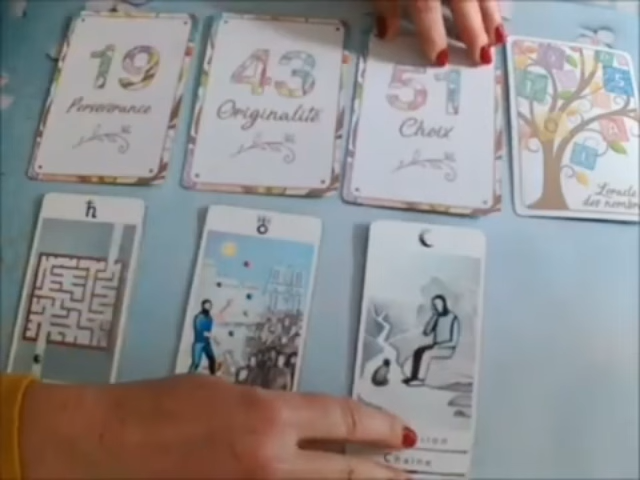 19
Persévérance
43
Originalité
51
Choix
L'oracle
des nombres
Chaîne